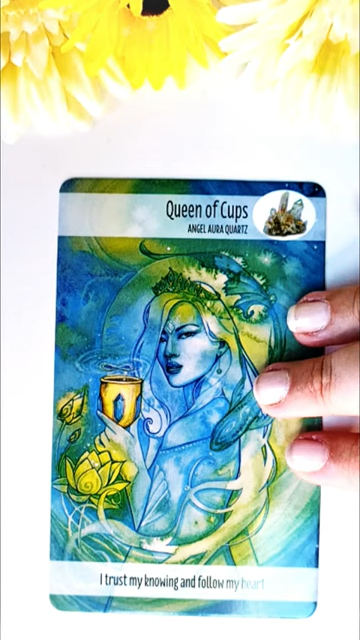 Queen of Cups
ANGEL AURA QUARTZ
I trust my knowing and follow my heart